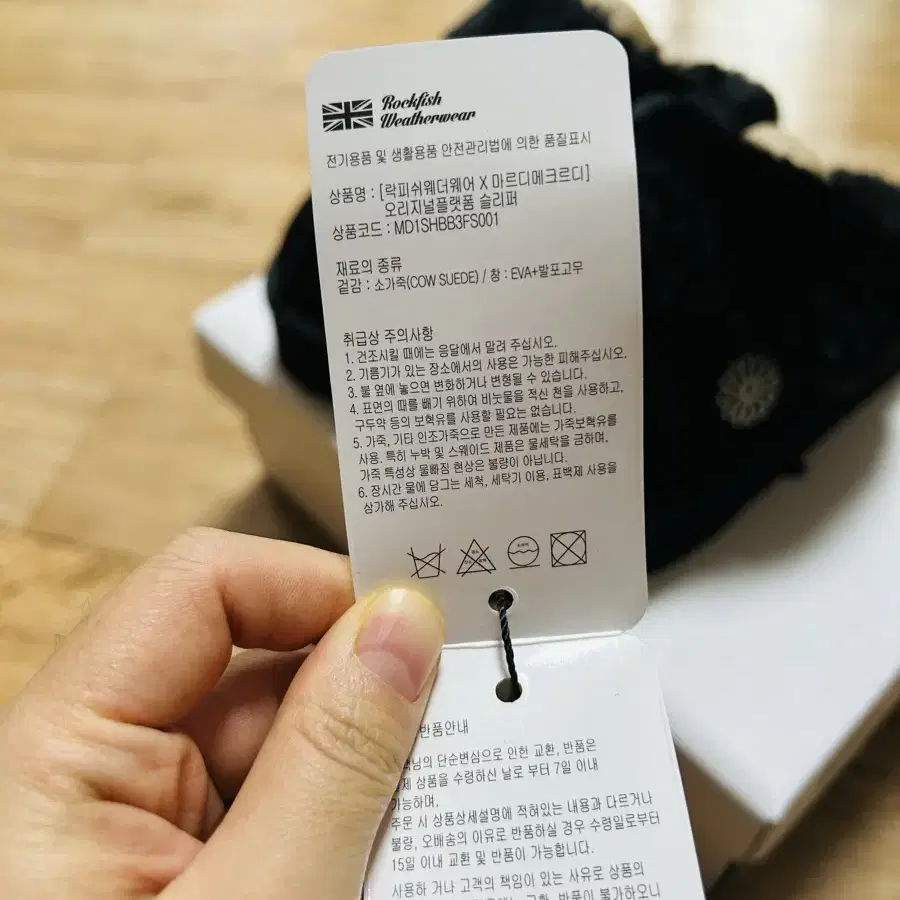 Rockfish
Weatherwear
전기용품 및 생활용품 안전관리법에 의한 품질표시
상품명 : [락피쉬웨더웨어 X 마르디메크르디]
오리지널플랫폼 슬리퍼
상품코드 : MD1SHBB3FS001
재료의 종류
겉감 : 소가죽(COW SUEDE) / 창 : EVA+발포고무
취급상 주의사항
1. 건조시킬 때에는 응달에서 말려 주십시오.
2. 기름기가 있는 장소에서의 사용은 가능한 피해주십시오.
3. 불 옆에 놓으면 변화하거나 변형될 수 있습니다.
4. 표면의 때를 빼기 위하여 비눗물을 적신 천을 사용하고,
구두약 등의 보혁유를 사용할 필요는 없습니다.
5. 가죽, 기타 인조가죽으로 만든 제품에는 가죽보혁유를
사용. 특히 누박 및 스웨이드 제품은 물세탁을 금하며,
가죽 특성상 물빠짐 현상은 불량이 아닙니다.
6. 장시간 물에 담그는 세척, 세탁기 이용, 표백제 사용을
삼가해 주십시오.
반품안내
단순변심으로 인한 교환, 반품은
상품을 수령하신 날로 부터 7일 이내
가능하며,
주문 시 상품상세설명에 적혀있는 내용과 다르거나
불량, 오배송의 이유로 반품하실 경우 수령일로부터
15일 이내 교환 및 반품이 가능합니다.
사용하 거나 고객의 책임이 있는 사유로 상품의
교환, 반품이 불가하오니